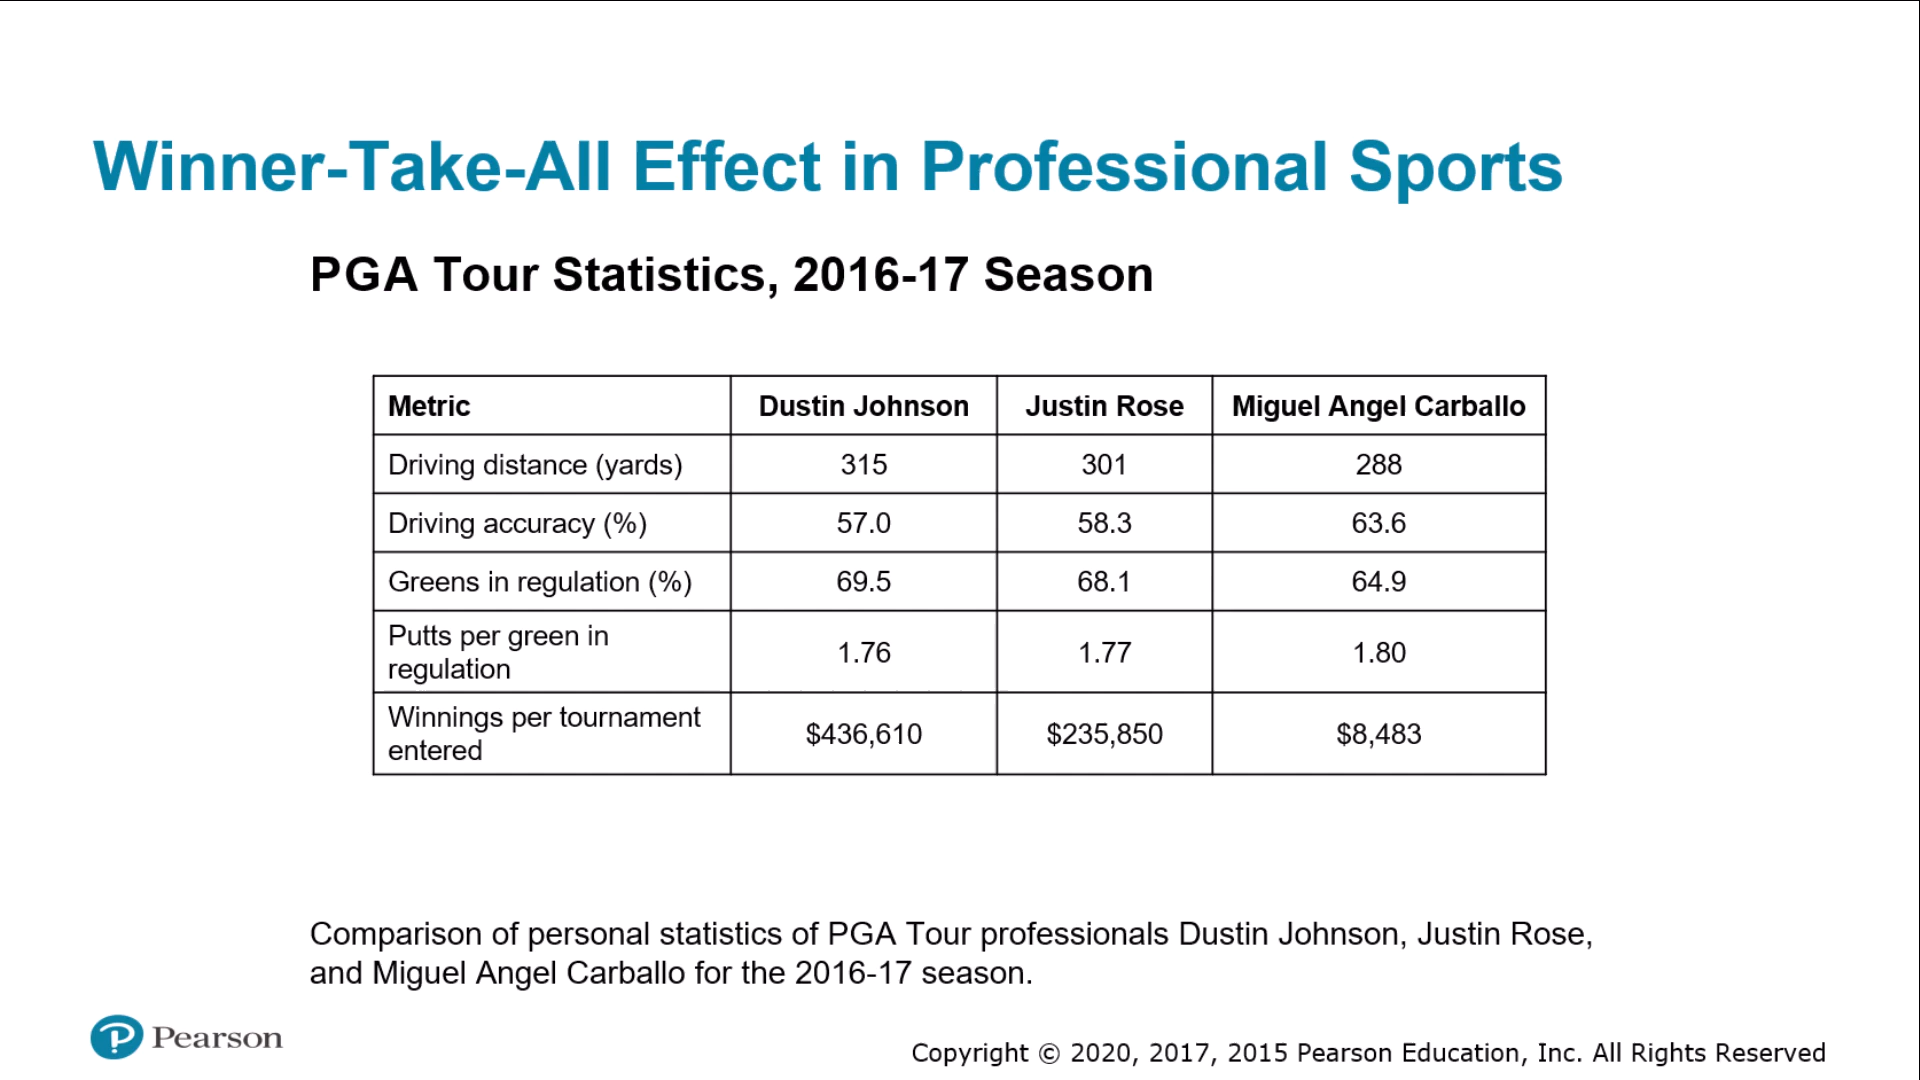 Winner-Take-All Effect in Professional Sports
PGA Tour Statistics, 2016-17 Season
Metric Dustin Johnson Justin Rose Miguel Angel Carballo
Driving distance (yards) 315 301 288
Driving accuracy (%) 57.0 58.3 63.6
Greens in regulation (%) 69.5 68.1 64.9
Putts per green in
regulation 1.76 1.77 1.80
Winnings per tournament
entered $436,610 $235,850 $8,483
Comparison of personal statistics of PGA Tour professionals Dustin Johnson, Justin Rose,
and Miguel Angel Carballo for the 2016-17 season.
Pearson
Copyright © 2020, 2017, 2015 Pearson Education, Inc. All Rights Reserved